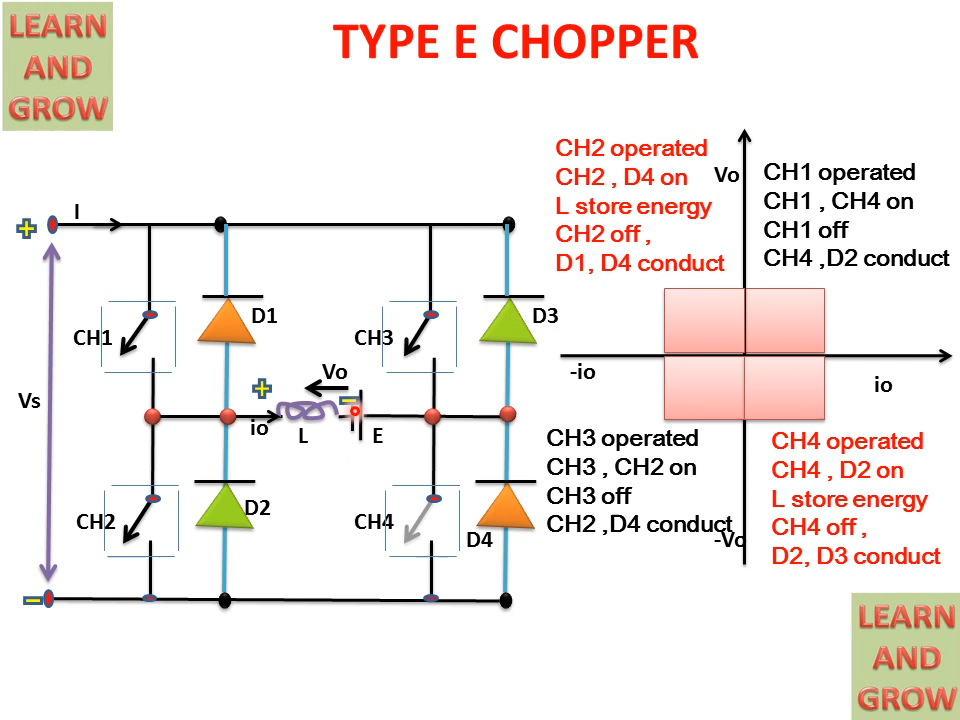 LEARN
AND
GROW
TYPE E CHOPPER
CH2 operated
CH2 , D4 on
L store energy
CH2 off ,
D1, D4 conduct
Vo
CH1 operated
CH1 , CH4 on
CH1 off
CH4 ,D2 conduct
+
I
CH1
D1
CH3
D3
Vs
+
Vo
−
io
L
E
-io
io
CH2
D2
CH4
D4
−
CH3 operated
CH3 , CH2 on
CH3 off
CH2 ,D4 conduct
-Vo
CH4 operated
CH4 , D2 on
L store energy
CH4 off ,
D2, D3 conduct
LEARN
AND
GROW